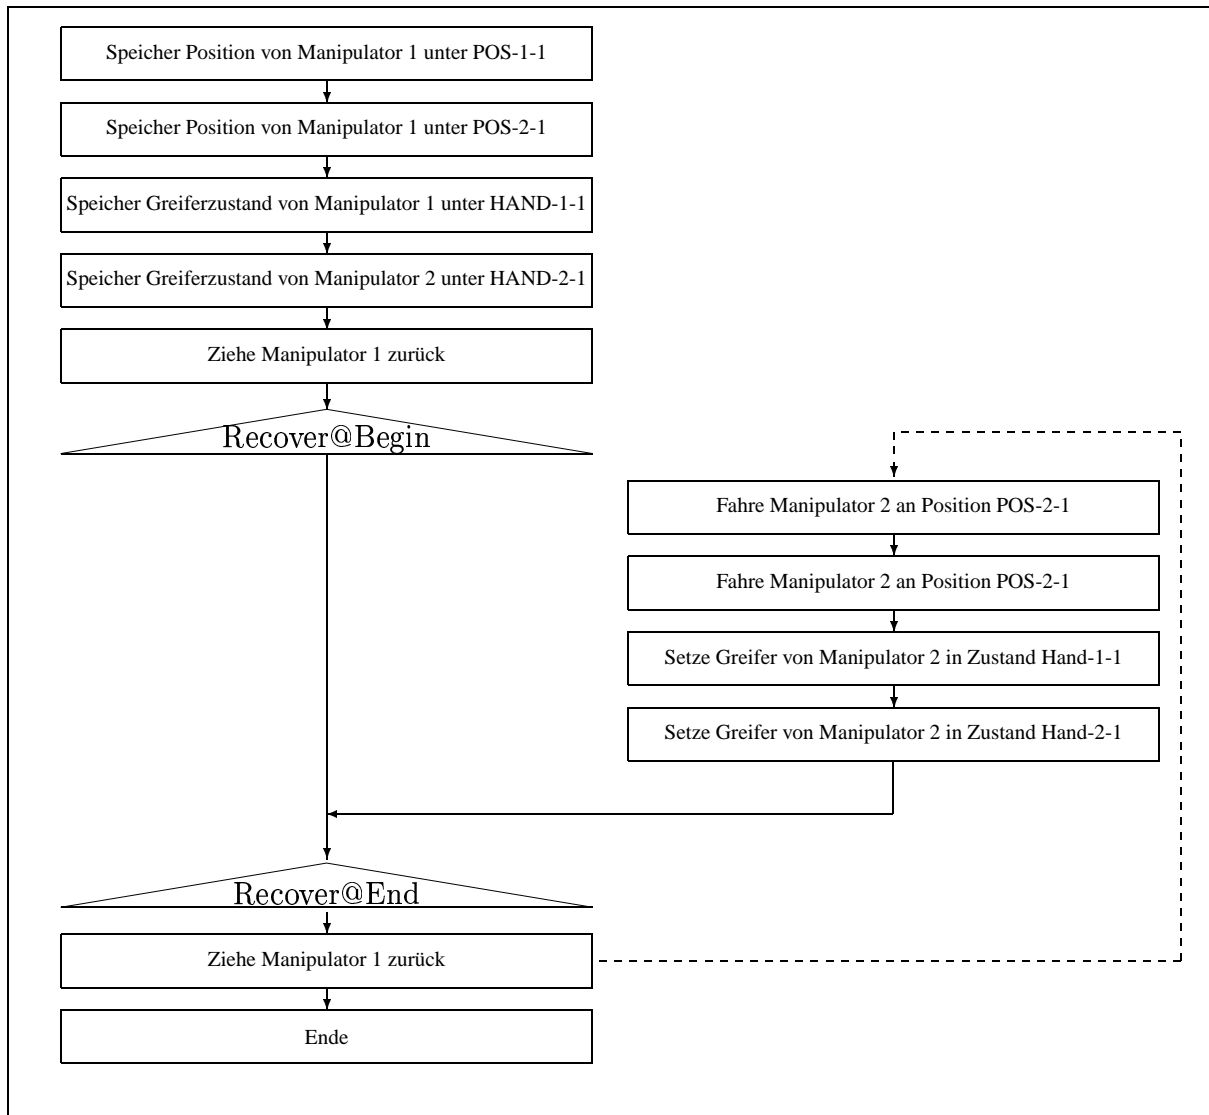 Speicher Position von Manipulator 1 unter POS-1-1
Speicher Position von Manipulator 1 unter POS-2-1
Speicher Greiferzustand von Manipulator 1 unter HAND-1-1
Speicher Greiferzustand von Manipulator 2 unter HAND-2-1
Ziehe Manipulator 1 zurück
Recover@Begin
Fahre Manipulator 2 an Position POS-2-1
Fahre Manipulator 2 an Position POS-2-1
Setze Greifer von Manipulator 2 in Zustand Hand-1-1
Setze Greifer von Manipulator 2 in Zustand Hand-2-1
Recover@End
Ziehe Manipulator 1 zurück
Ende